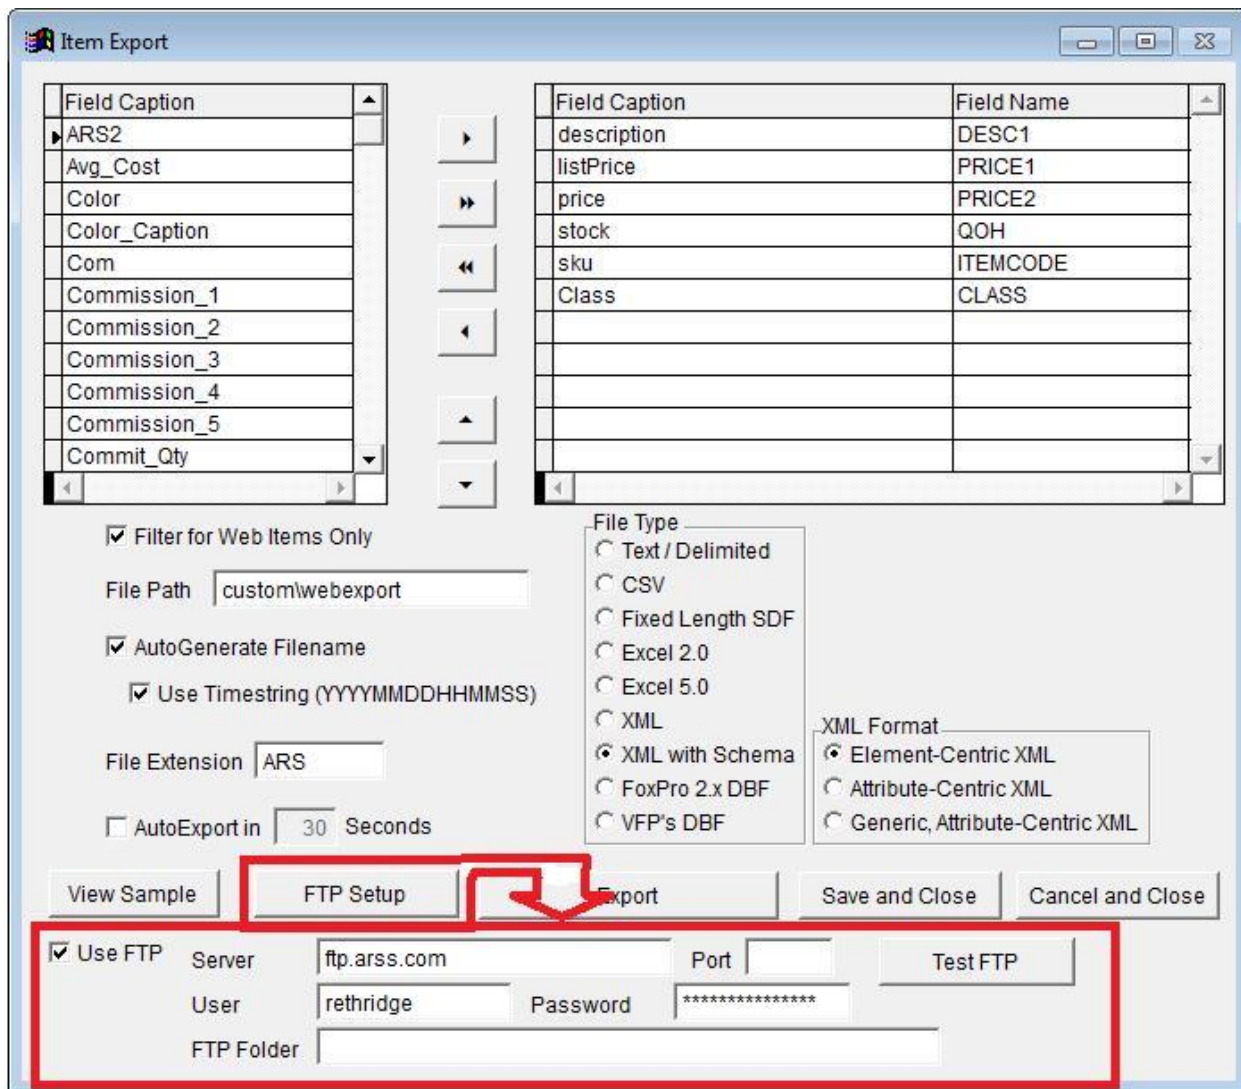 Item Export
Field Caption
ARS2
Avg_Cost
Color
Color_Caption
Com
Commission_1
Commission_2
Commission_3
Commission_4
Commission_5
Commit_Qty
Field Caption Field Name
description DESC1
listPrice PRICE1
price PRICE2
stock QOH
sku ITEMCODE
Class CLASS
Filter for Web Items Only
File Path custom\webexport
AutoGenerate Filename
Use Timestring (YYYYMMDDHHMMSS)
File Extension ARS
AutoExport in 30 Seconds
File Type
Text / Delimited
CSV
Fixed Length SDF
Excel 2.0
Excel 5.0
XML
XML with Schema
FoxPro 2.x DBF
VFP's DBF
XML Format
Element-Centric XML
Attribute-Centric XML
Generic, Attribute-Centric XML
View Sample FTP Setup Export Save and Close Cancel and Close
Use FTP Server ftp.arss.com Port Test FTP
User rethridge Password ***************
FTP Folder